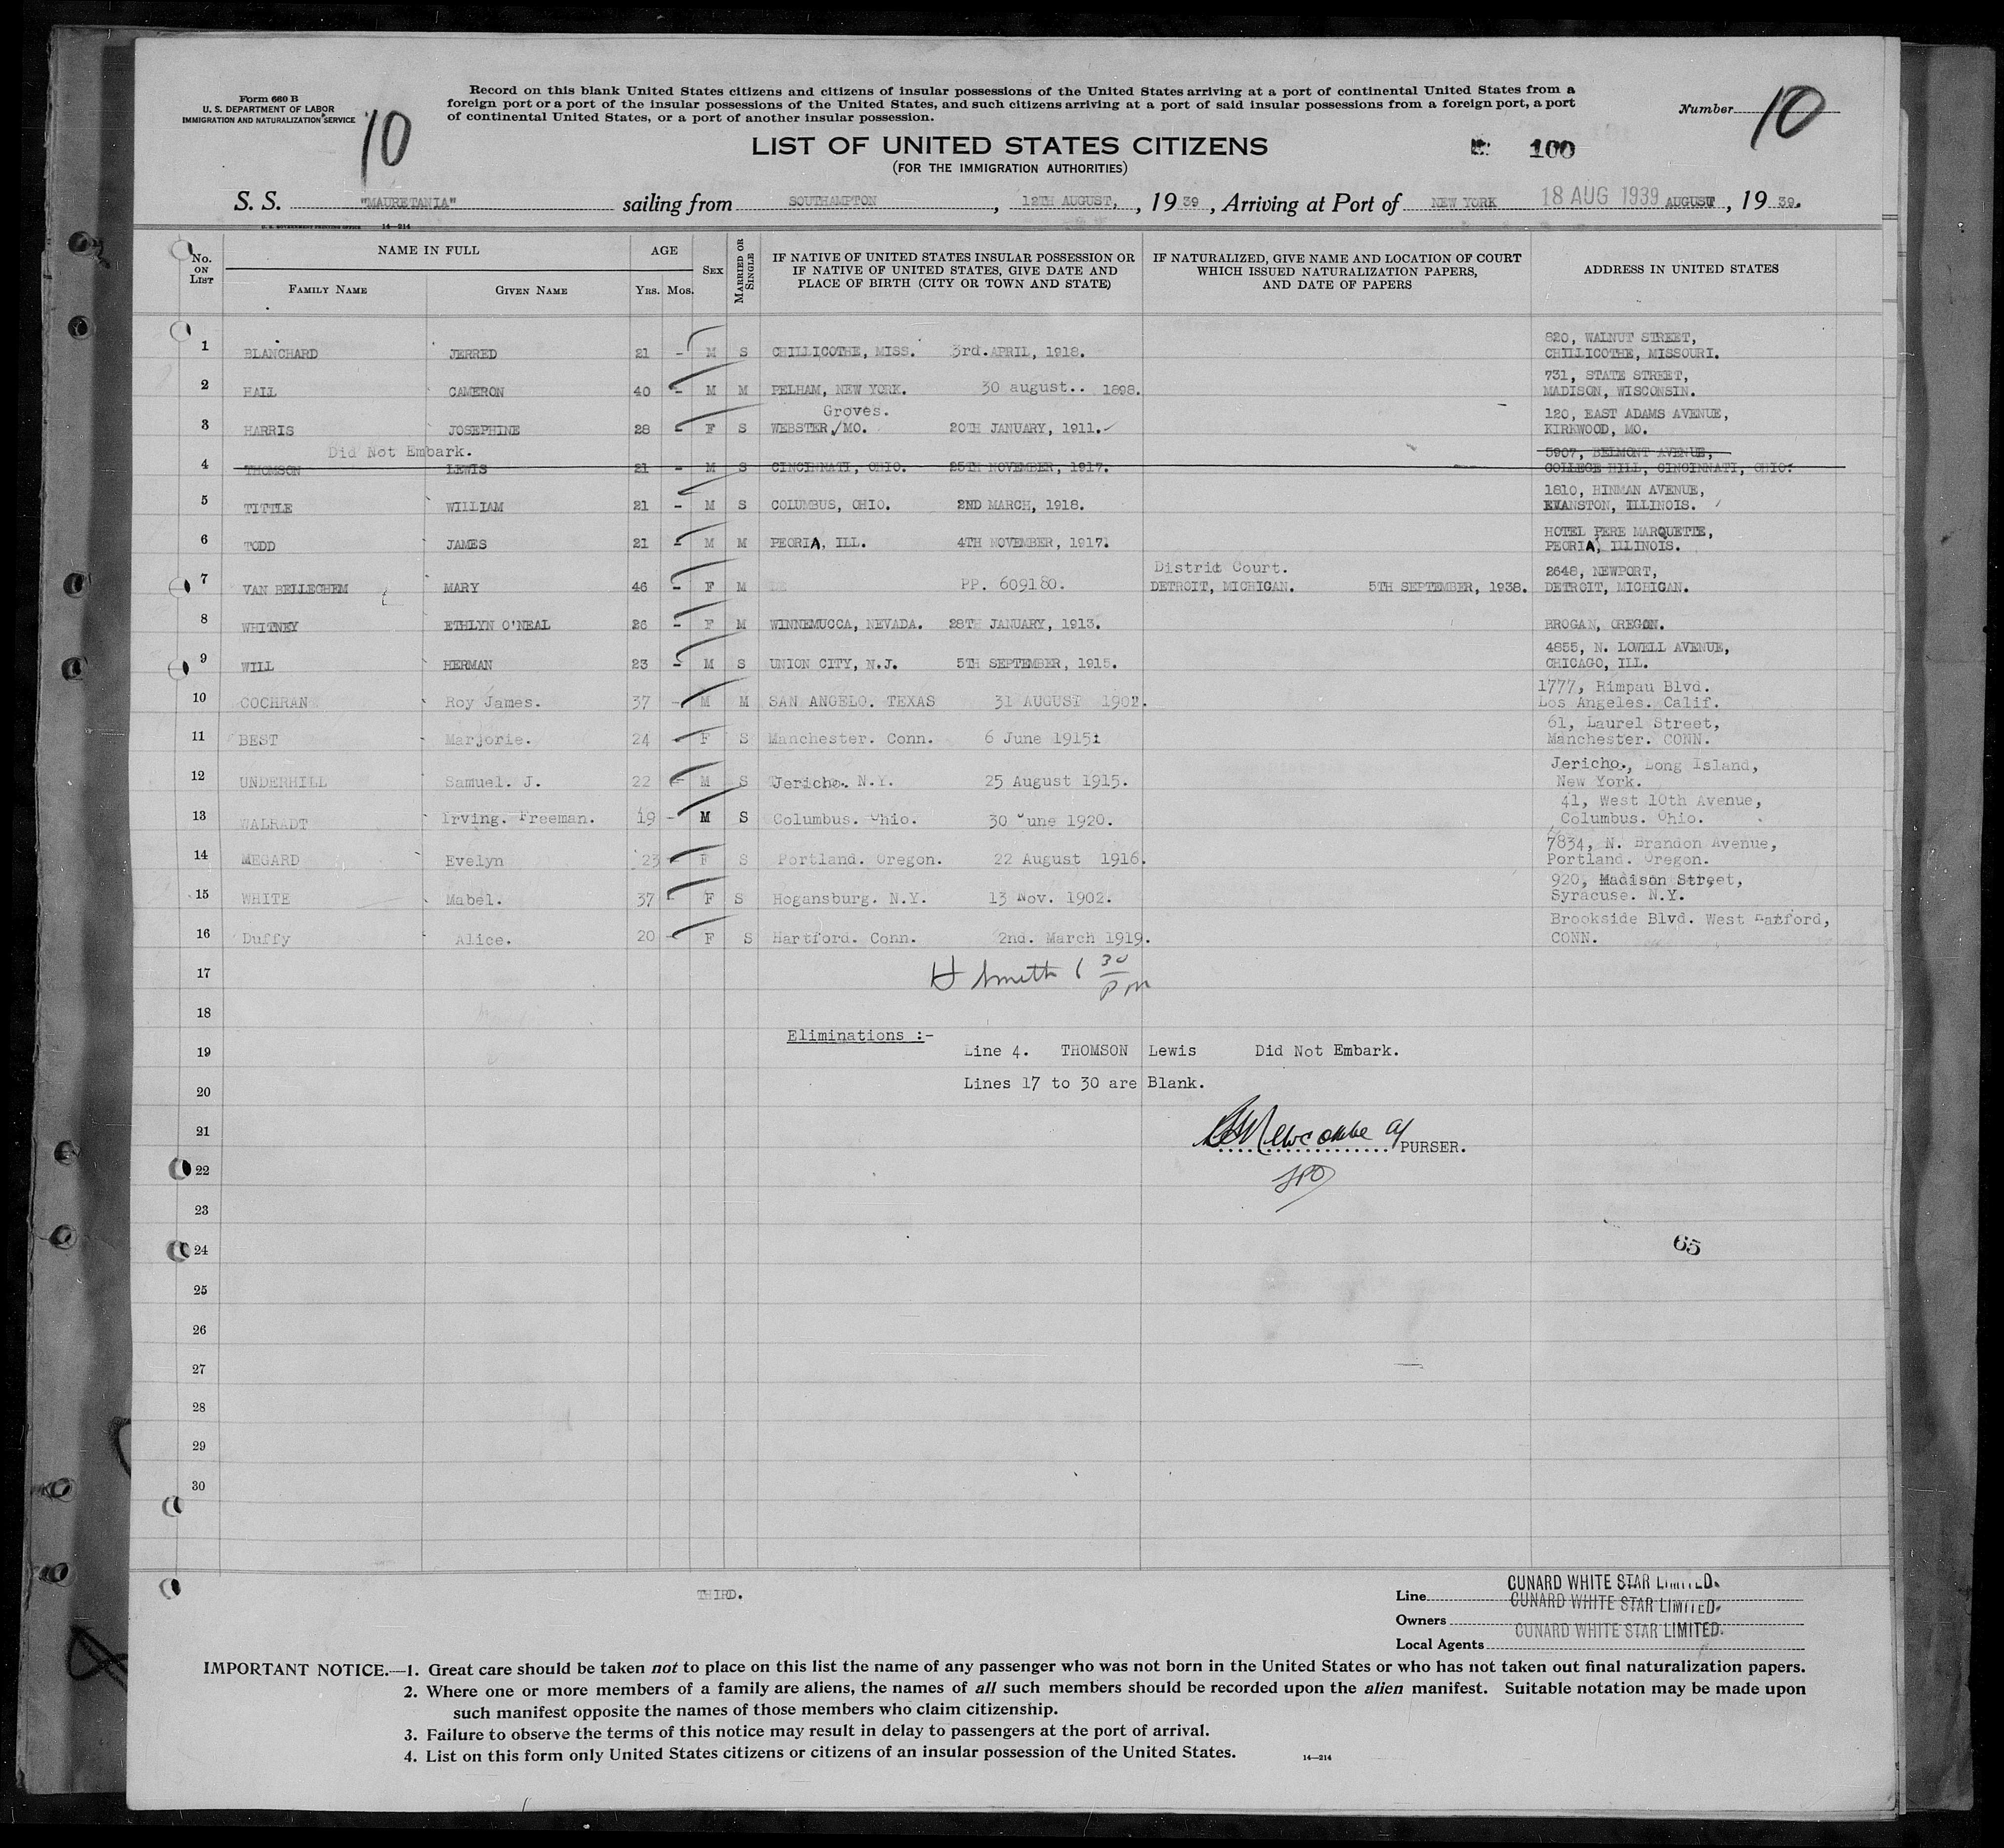 Form 680 B
U. S. DEPARTMENT OF LABOR
IMMIGRATION AND NATURALIZATION SERVICE
10
Record on this blank United States citizens and citizens of insular possessions of the United States arriving at a port of continental United States from a
foreign port or a port of the insular possessions of the United States, and such citizens arriving at a port of said insular possessions from a foreign port, a port
of continental United States, or a port of another insular possession.
Number 10
LIST OF UNITED STATES CITIZENS
(FOR THE IMMIGRATION AUTHORITIES)
100
S. S. "MAURETANIA" sailing from SOUTHAMPTON , 12TH AUGUST, , 19 39 , Arriving at Port of NEW YORK 18 AUG 1939 AUGUST , 19 39.
U. S. GOVERNMENT PRINTING OFFICE 14—214
No. ON LIST
NAME IN FULL
FAMILY NAME GIVEN NAME
AGE
YRS. MOS.
SEX
MARRIED OR SINGLE
IF NATIVE OF UNITED STATES INSULAR POSSESSION OR
IF NATIVE OF UNITED STATES, GIVE DATE AND
PLACE OF BIRTH (CITY OR TOWN AND STATE)
IF NATURALIZED, GIVE NAME AND LOCATION OF COURT
WHICH ISSUED NATURALIZATION PAPERS,
AND DATE OF PAPERS
ADDRESS IN UNITED STATES
820, WALNUT STREET,
1 BLANCHARD JERRED 21 - M S CHILLICOTHE, MISS. 3rd. APRIL, 1918. CHILLICOTHE, MISSOURI.
731, STATE STREET,
2 HALL CAMERON 40 - M M PELHAM, NEW YORK. 30 august.. 1898. MADISON, WISCONSIN.
Groves. 120, EAST ADAMS AVENUE,
3 HARRIS JOSEPHINE 28 - F S WEBSTER,/MO. 20TH JANUARY, 1911. KIRKWOOD, MO.
Did Not Embark. 5907, BELMONT AVENUE,
4 THOMSON LEWIS 21 - M S CINCINNATI, OHIO. 25TH NOVEMBER, 1917. COLLEGE HILL, CINCINNATI, OHIO.
1810, HINMAN AVENUE,
5 TITTLE WILLIAM 21 - M S COLUMBUS, OHIO. 2ND MARCH, 1918. EVANSTON, ILLINOIS.
HOTEL PERE MARQUETTE,
6 TODD JAMES 21 - M M PEORIA, ILL. 4TH NOVEMBER, 1917. PEORIA, ILLINOIS.
District Court. 2648, NEWPORT,
7 VAN BELLEGHEM MARY 46 - F M PP. 609180. DETROIT, MICHIGAN. 5TH SEPTEMBER, 1938. DETROIT, MICHIGAN.
8 WHITNEY ETHLYN O'NEAL 26 - F M WINNEMUCCA, NEVADA. 28TH JANUARY, 1913. BROGAN, OREGON.
4855, N. LOWELL AVENUE,
9 WILL HERMAN 23 - M S UNION CITY, N.J. 5TH SEPTEMBER, 1915. CHICAGO, ILL.
1777, Rimpau Blvd.
10 COCHRAN Roy James. 37 - M M SAN ANGELO. TEXAS 31 AUGUST 1902. Los Angeles. Calif.
61, Laurel Street,
11 BEST Marjorie. 24 F S Manchester. Conn. 6 June 1915. Manchester. CONN.
Jericho., Long Island,
12 UNDERHILL Samuel. J. 22 - M S Jericho. N.Y. 25 August 1915. New York.
41, West 10th Avenue,
13 WALRADT Irving. Freeman. 19 - M S Columbus. Ohio. 30 June 1920. Columbus. Ohio.
7834, N. Brandon Avenue,
14 MEGARD Evelyn 23 F S Portland. Oregon. 22 August 1916. Portland. Oregon.
920, Madison Street,
15 WHITE Mabel. 37 - F S Hogansburg. N.Y. 13 Nov. 1902. Syracuse. N.Y.
Brookside Blvd. West Hartford,
16 Duffy Alice. 20 - F S Hartford. Conn. 2nd. March 1919. CONN.
17 H Smith 6 30 PM
18
Eliminations :-
19 Line 4. THOMSON Lewis Did Not Embark.
20 Lines 17 to 30 are Blank.
21 Newcombe PURSER.
22
23
24 65
25
26
27
28
29
30
THIRD.
Line CUNARD WHITE STAR LIMITED.
Owners CUNARD WHITE STAR LIMITED.
Local Agents CUNARD WHITE STAR LIMITED.
IMPORTANT NOTICE.—1. Great care should be taken not to place on this list the name of any passenger who was not born in the United States or who has not taken out final naturalization papers.
2. Where one or more members of a family are aliens, the names of all such members should be recorded upon the alien manifest. Suitable notation may be made upon
such manifest opposite the names of those members who claim citizenship.
3. Failure to observe the terms of this notice may result in delay to passengers at the port of arrival.
4. List on this form only United States citizens or citizens of an insular possession of the United States. 14—214